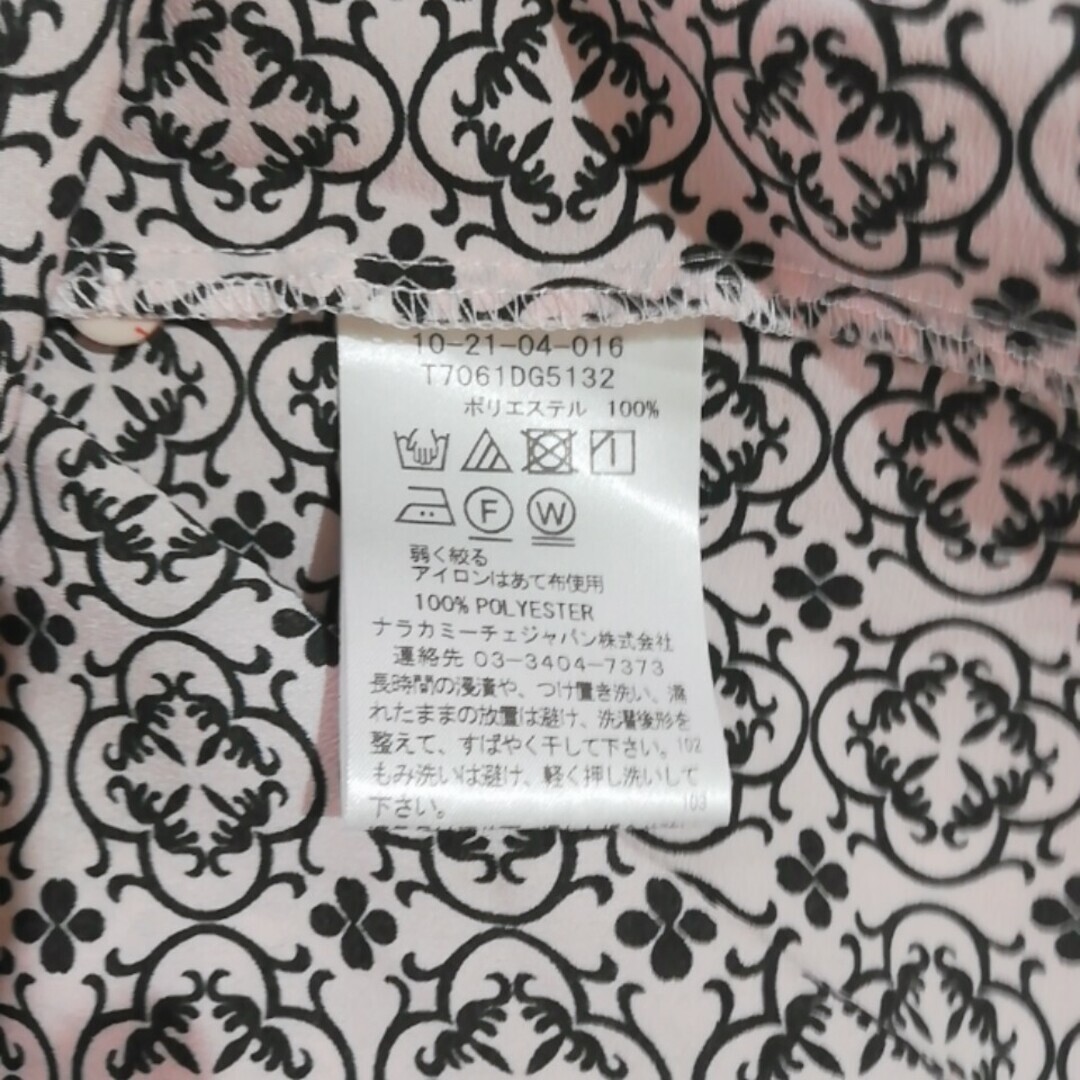 10-21-04-016
T7061DG5132
ポリエステル 100%
F W
弱く絞る
アイロンはあて布使用
100% POLYESTER
ナラカミーチェジャパン株式会社
連絡先 03-3404-7373
長時間の浸漬や、つけ置き洗い、濡
れたままの放置は避け、洗濯後形を
整えて、すばやく干して下さい。102
もみ洗いは避け、軽く押し洗いして
下さい。 103